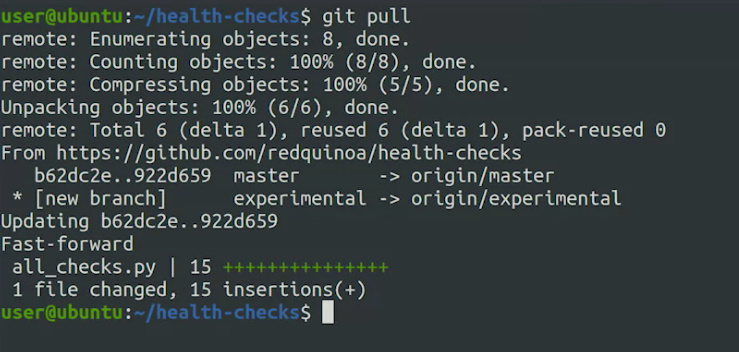 user@ubuntu:~/health-checks$ git pull
remote: Enumerating objects: 8, done.
remote: Counting objects: 100% (8/8), done.
remote: Compressing objects: 100% (5/5), done.
Unpacking objects: 100% (6/6), done.
remote: Total 6 (delta 1), reused 6 (delta 1), pack-reused 0
From https://github.com/redquinoa/health-checks
   b62dc2e..922d659  master       -> origin/master
 * [new branch]      experimental -> origin/experimental
Updating b62dc2e..922d659
Fast-forward
 all_checks.py | 15 +++++++++++++++
 1 file changed, 15 insertions(+)
user@ubuntu:~/health-checks$